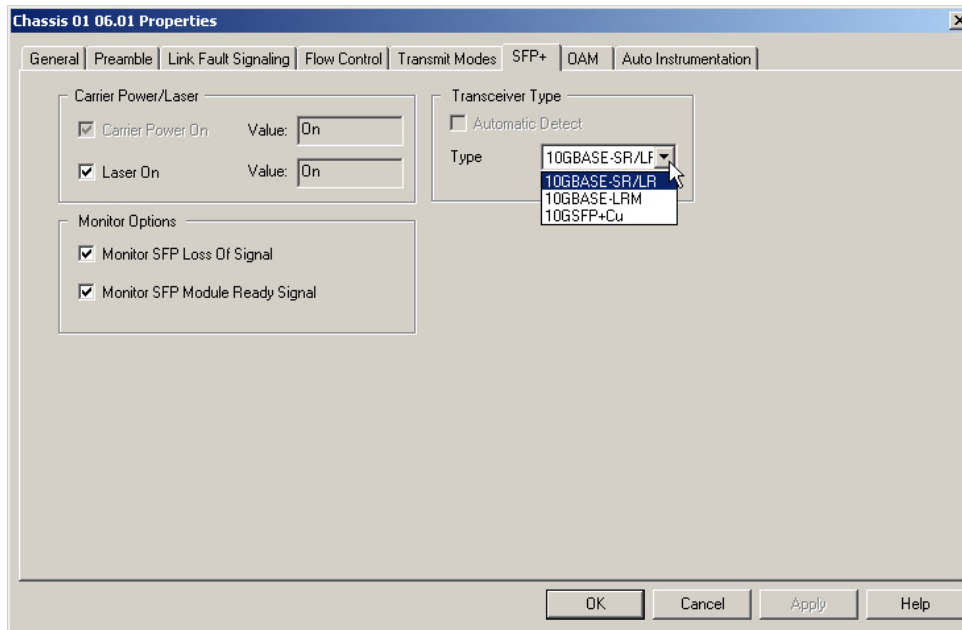 Chassis 01 06.01 Properties
General Preamble Link Fault Signaling Flow Control Transmit Modes SFP+ OAM Auto Instrumentation
Carrier Power/Laser
Carrier Power On Value: On
Laser On Value: On
Monitor Options
Monitor SFP Loss Of Signal
Monitor SFP Module Ready Signal
Transceiver Type
Automatic Detect
Type 10GBASE-SR/LR
10GBASE-SR/LR
10GBASE-LRM
10GSFP+Cu
OK Cancel Apply Help